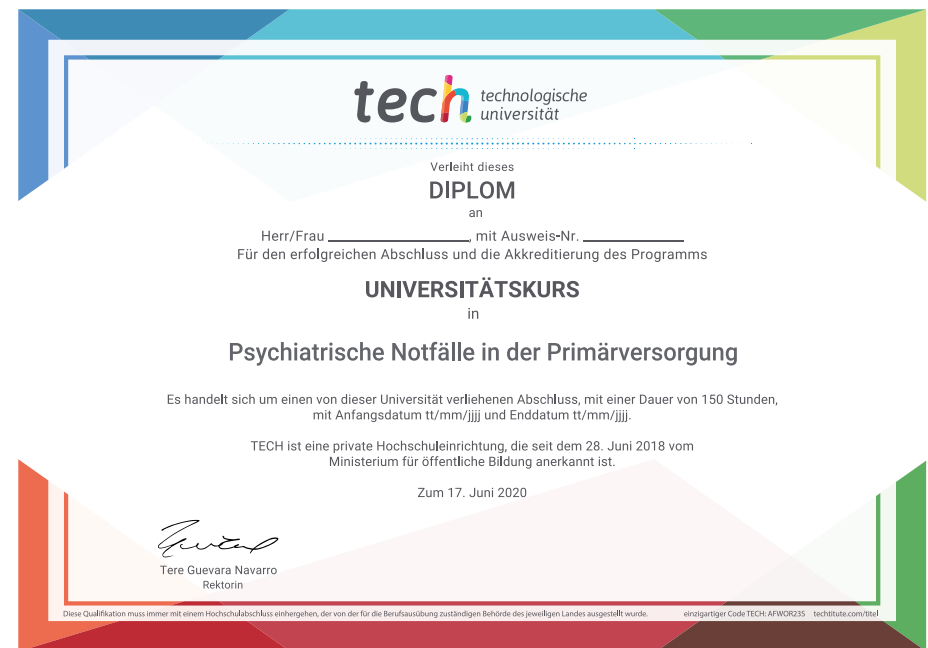 tech technologische
universität
Verleiht dieses
DIPLOM
an
Herr/Frau ____________________, mit Ausweis-Nr. ______________
Für den erfolgreichen Abschluss und die Akkreditierung des Programms
UNIVERSITÄTSKURS
in
Psychiatrische Notfälle in der Primärversorgung
Es handelt sich um einen von dieser Universität verliehenen Abschluss, mit einer Dauer von 150 Stunden,
mit Anfangsdatum tt/mm/jjjj und Enddatum tt/mm/jjjj.
TECH ist eine private Hochschuleinrichtung, die seit dem 28. Juni 2018 vom
Ministerium für öffentliche Bildung anerkannt ist.
Zum 17. Juni 2020
Tere Guevara Navarro
Rektorin
Diese Qualifikation muss immer mit einem Hochschulabschluss einhergehen, der von der für die Berufsausübung zuständigen Behörde des jeweiligen Landes ausgestellt wurde. einzigartiger Code TECH: AFWOR23S techtitute.com/titel